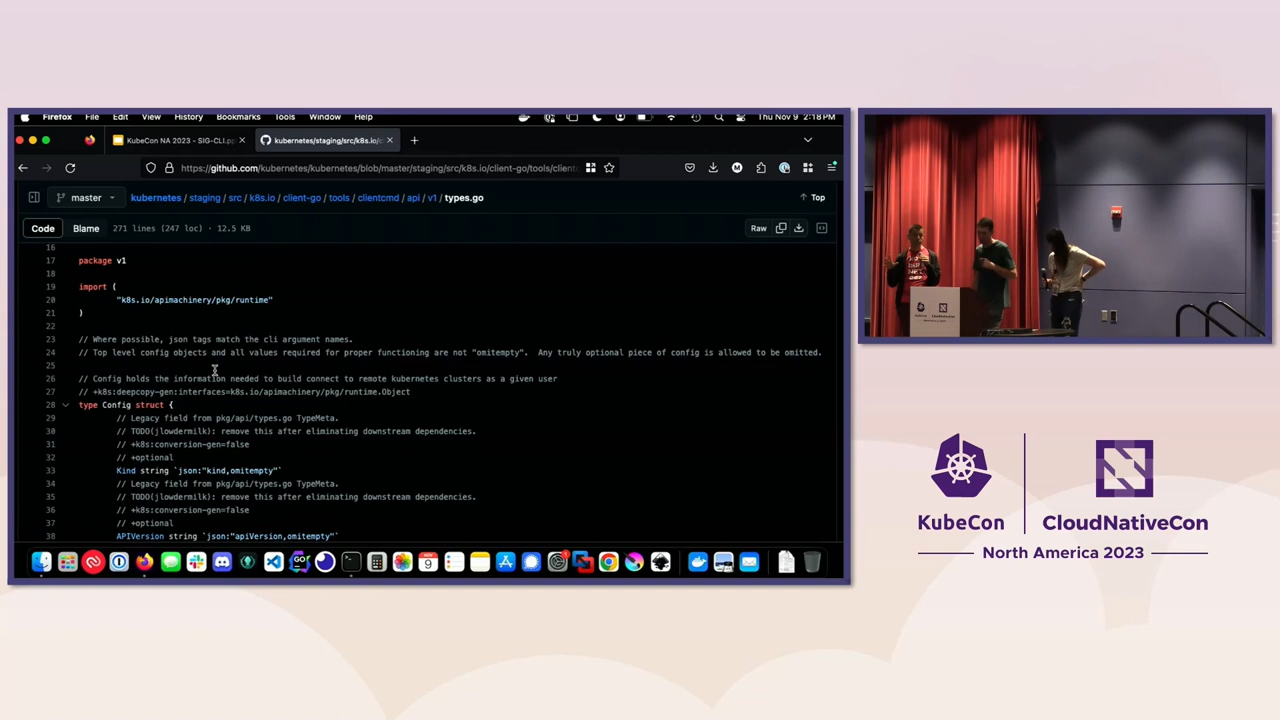 Firefox File Edit View History Bookmarks Tools Window Help Thu Nov 9 2:18 PM
KubeCon NA 2023 - SIG-CLI.pp
kubernetes/staging/src/k8s.io/c
https://github.com/kubernetes/kubernetes/blob/master/staging/src/k8s.io/client-go/tools/client
master kubernetes / staging / src / k8s.io / client-go / tools / clientcmd / api / v1 / types.go Top
Code Blame 271 lines (247 loc) · 12.5 KB Raw
16
17 package v1
18
19 import (
20 "k8s.io/apimachinery/pkg/runtime"
21 )
22
23 // Where possible, json tags match the cli argument names.
24 // Top level config objects and all values required for proper functioning are not "omitempty". Any truly optional piece of config is allowed to be omitted.
25
26 // Config holds the information needed to build connect to remote kubernetes clusters as a given user
27 // +k8s:deepcopy-gen:interfaces=k8s.io/apimachinery/pkg/runtime.Object
28 type Config struct {
29 // Legacy field from pkg/api/types.go TypeMeta.
30 // TODO(jlowdermilk): remove this after eliminating downstream dependencies.
31 // +k8s:conversion-gen=false
32 // +optional
33 Kind string `json:"kind,omitempty"`
34 // Legacy field from pkg/api/types.go TypeMeta.
35 // TODO(jlowdermilk): remove this after eliminating downstream dependencies.
36 // +k8s:conversion-gen=false
37 // +optional
38 APIVersion string `json:"apiVersion,omitempty"`
KubeCon
CloudNativeCon
North America 2023